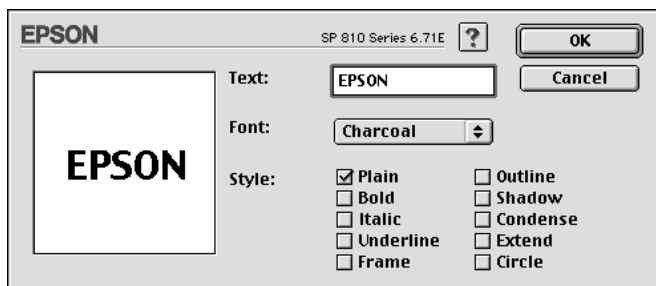 EPSON SP 810 Series 6.71E ? OK
Text: EPSON Cancel
Font: Charcoal
EPSON
Style: Plain Outline
Bold Shadow
Italic Condense
Underline Extend
Frame Circle